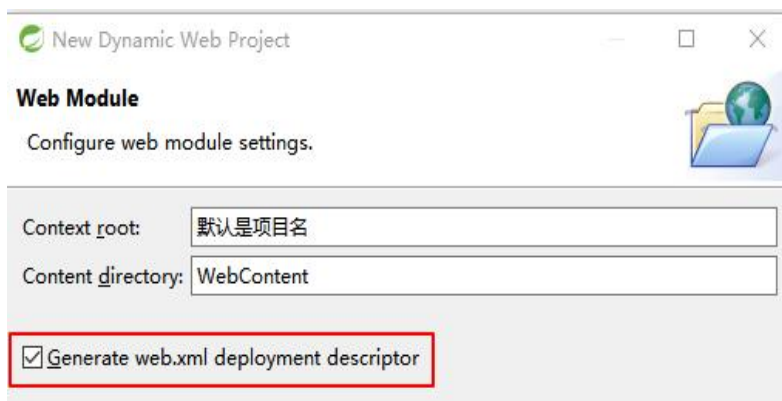 New Dynamic Web Project
Web Module
Configure web module settings.
Context root: 默认是项目名
Content directory: WebContent
Generate web.xml deployment descriptor